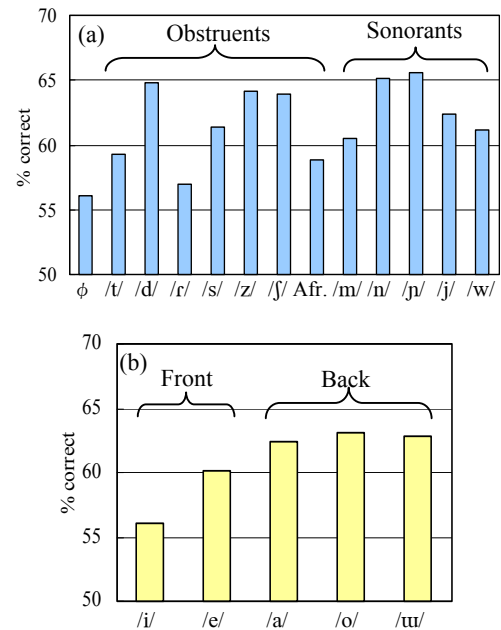 (a)
Obstruents
Sonorants
% correct
70
65
60
55
50
ϕ /t/ /d/ /ɾ/ /s/ /z/ /ʃ/ Afr. /m/ /n/ /ɲ/ /j/ /w/
(b)
Front
Back
% correct
70
65
60
55
50
/i/ /e/ /a/ /o/ /ɯ/